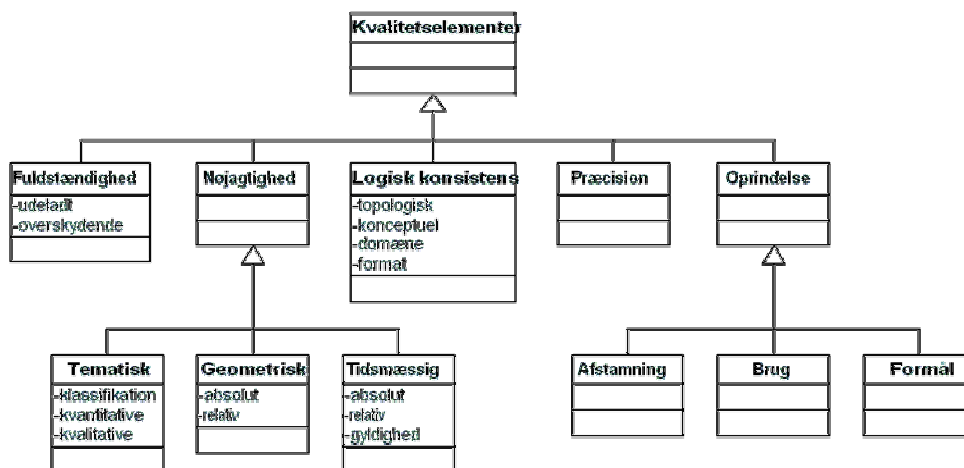 Kvalitetselementer
Fuldstændighed
-udeladt
-overskydende
Nøjagtighed
Logisk konsistens
-topologisk
-konceptuel
-domæne
-format
Præcision
Oprindelse
Tematisk
-klassifikation
-kvantitative
-kvalitative
Geometrisk
-absolut
-relativ
Tidsmæssig
-absolut
-relativ
-gyldighed
Afstamning
Brug
Formål